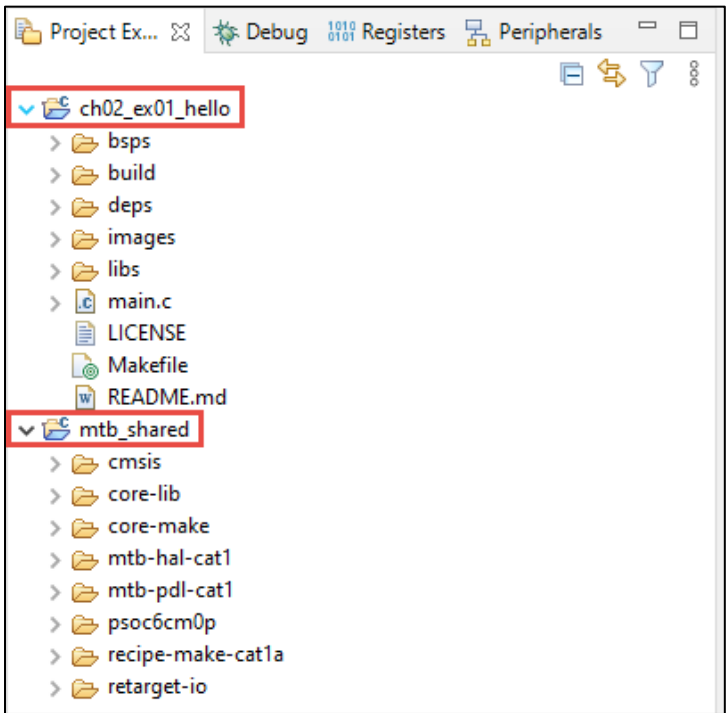 Project Ex... Debug 1010 0101 Registers Peripherals
ch02_ex01_hello
bsps
build
deps
images
libs
.c main.c
LICENSE
Makefile
w README.md
mtb_shared
cmsis
core-lib
core-make
mtb-hal-cat1
mtb-pdl-cat1
psoc6cm0p
recipe-make-cat1a
retarget-io